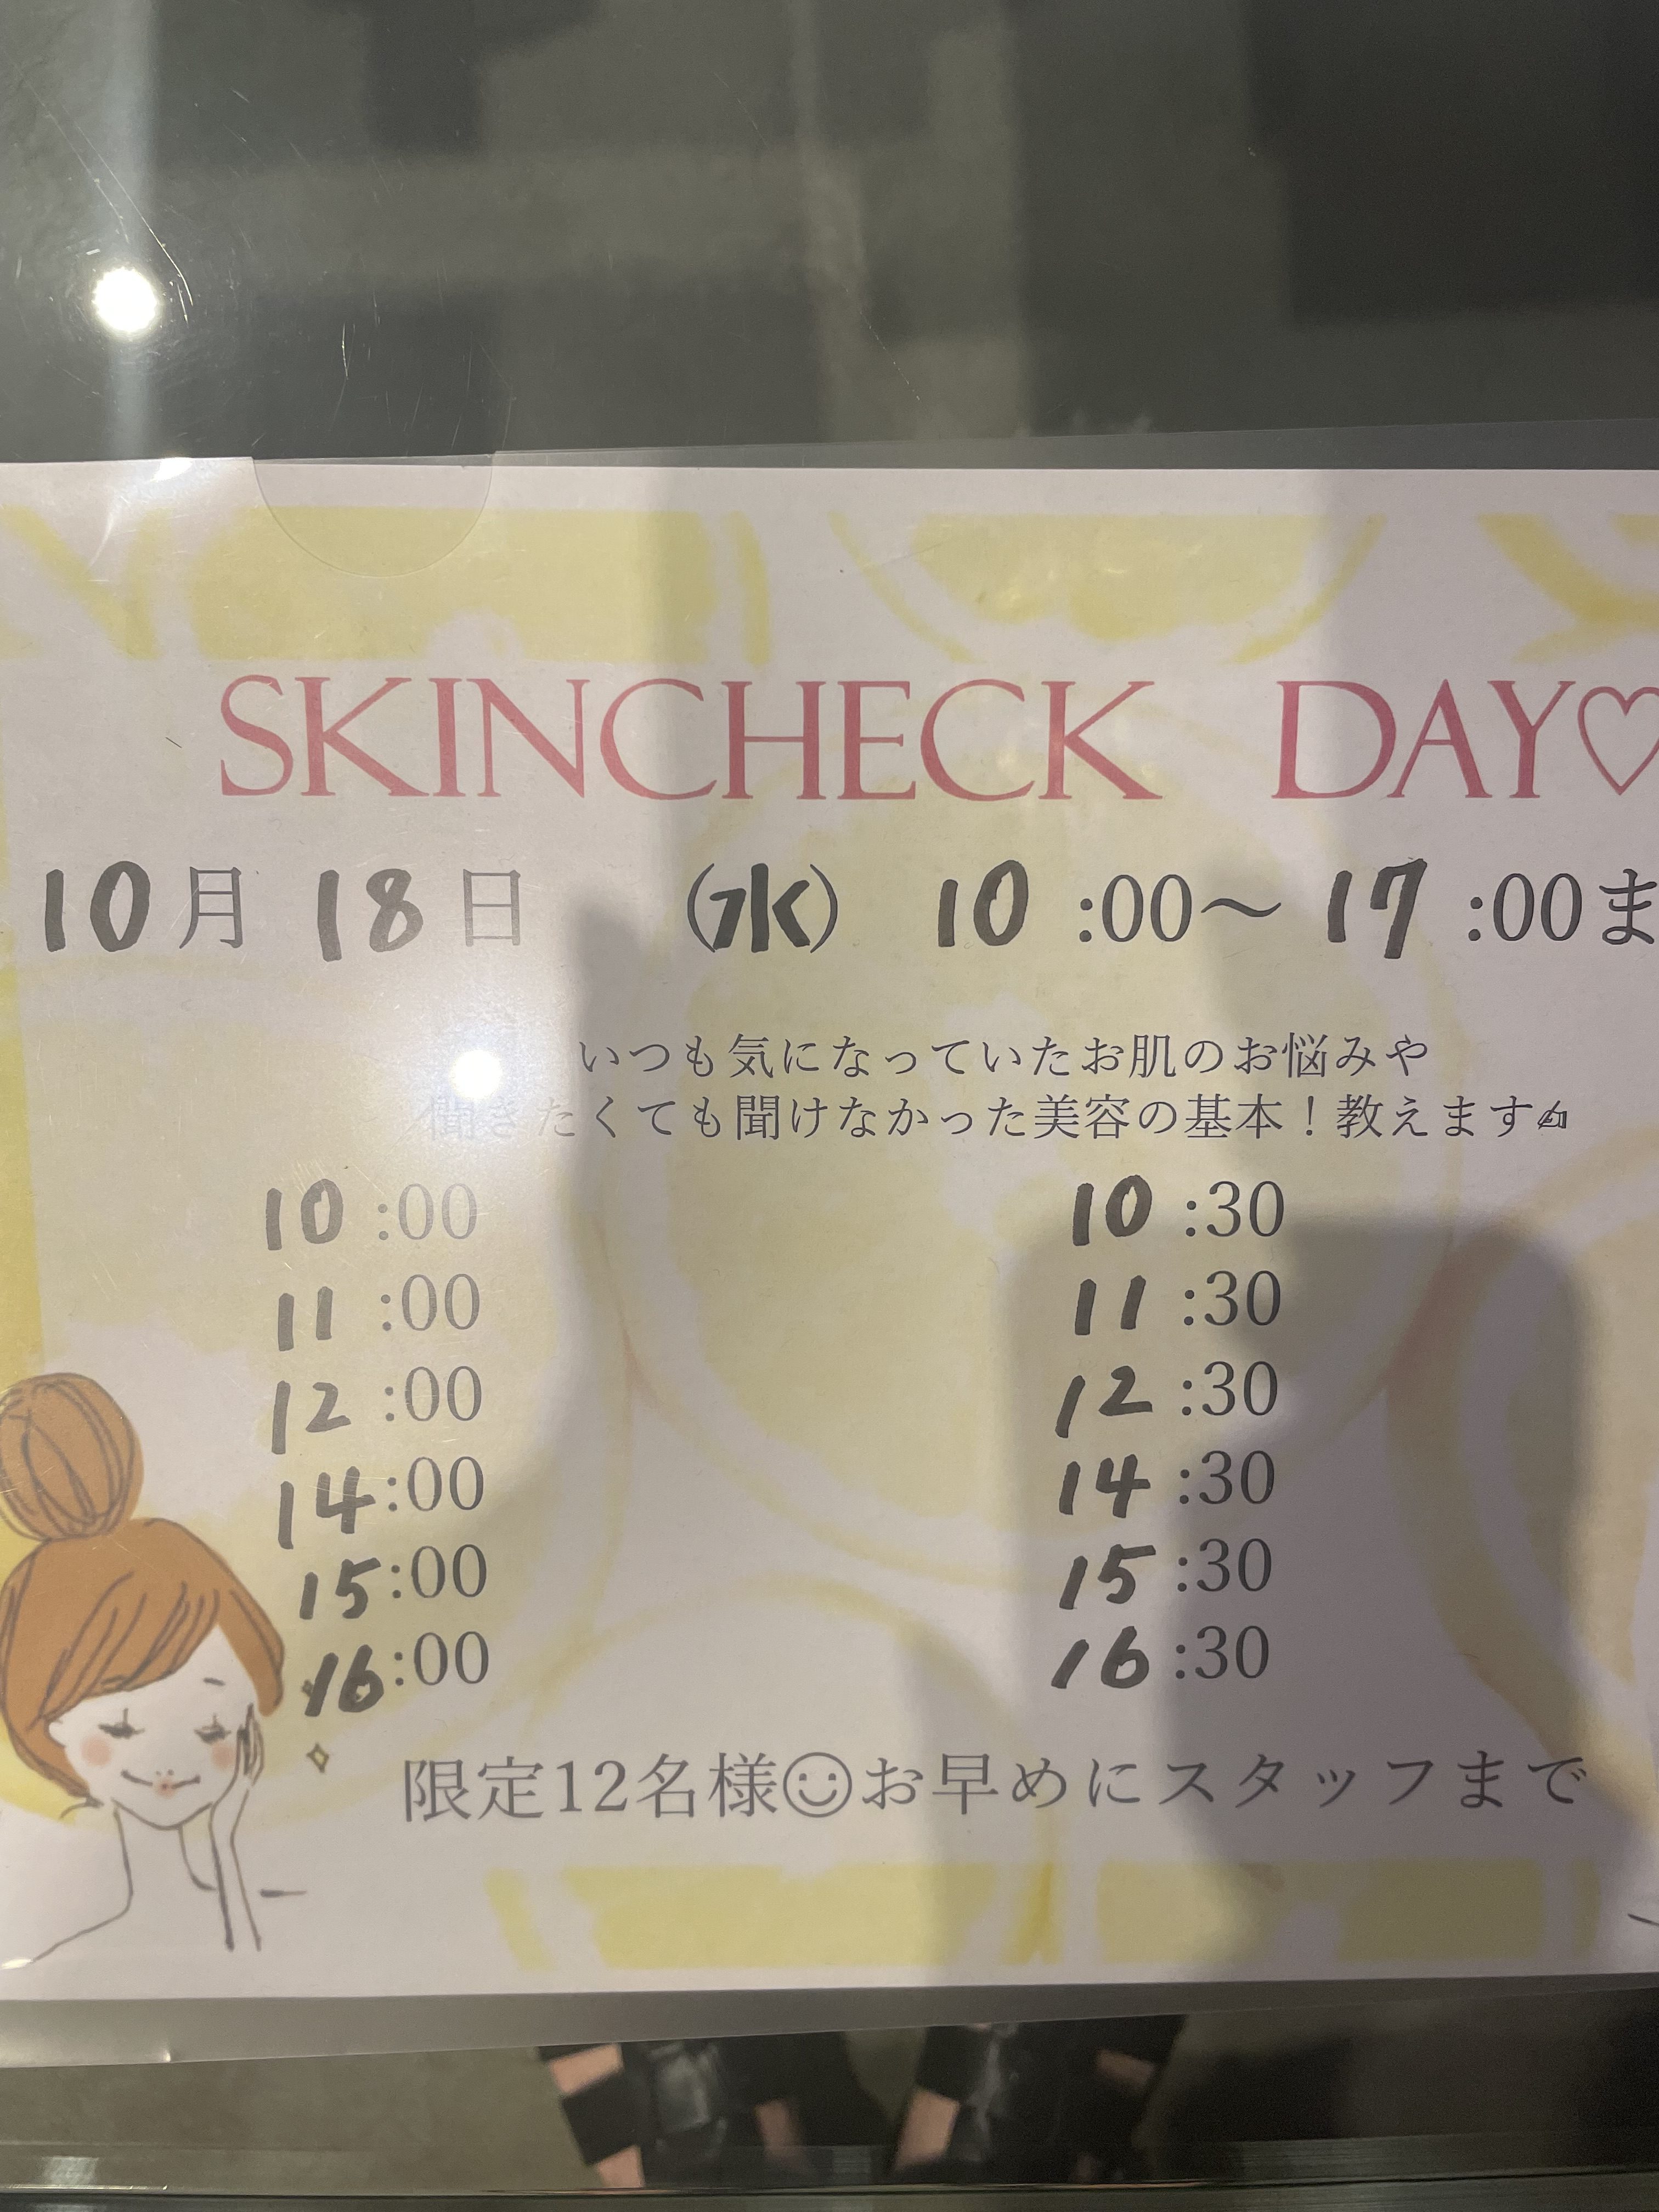 SKINCHECK DAY♡
10月 18日 (水) 10:00〜17:00ま
いつも気になっていたお肌のお悩みや
聞きたくても聞けなかった美容の基本！教えます✍
10:00 10:30
11:00 11:30
12:00 12:30
14:00 14:30
15:00 15:30
16:00 16:30
限定12名様☺お早めにスタッフまで